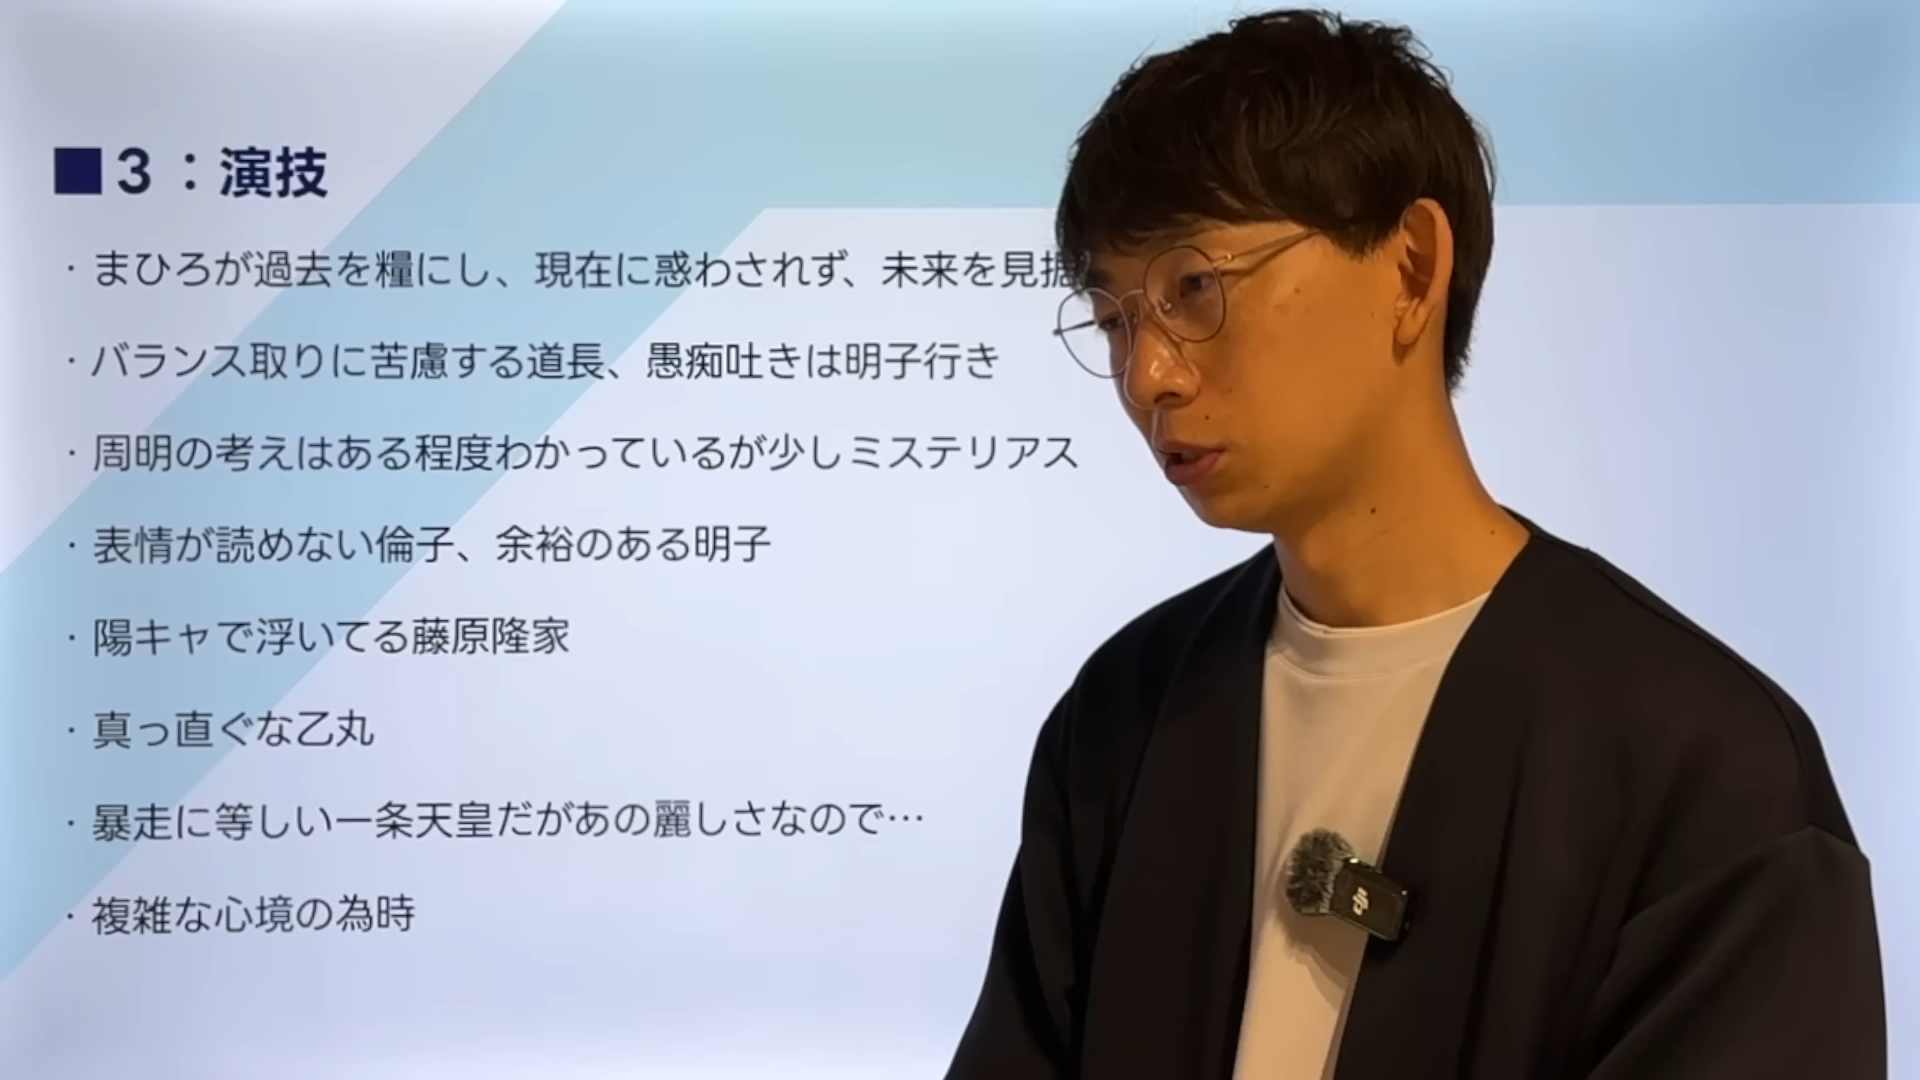 ■3：演技
・まひろが過去を糧にし、現在に惑わされず、未来を見据
・バランス取りに苦慮する道長、愚痴吐きは明子行き
・周明の考えはある程度わかっているが少しミステリアス
・表情が読めない倫子、余裕のある明子
・陽キャで浮いてる藤原隆家
・真っ直ぐな乙丸
・暴走に等しい一条天皇だがあの麗しさなので…
・複雑な心境の為時
dji